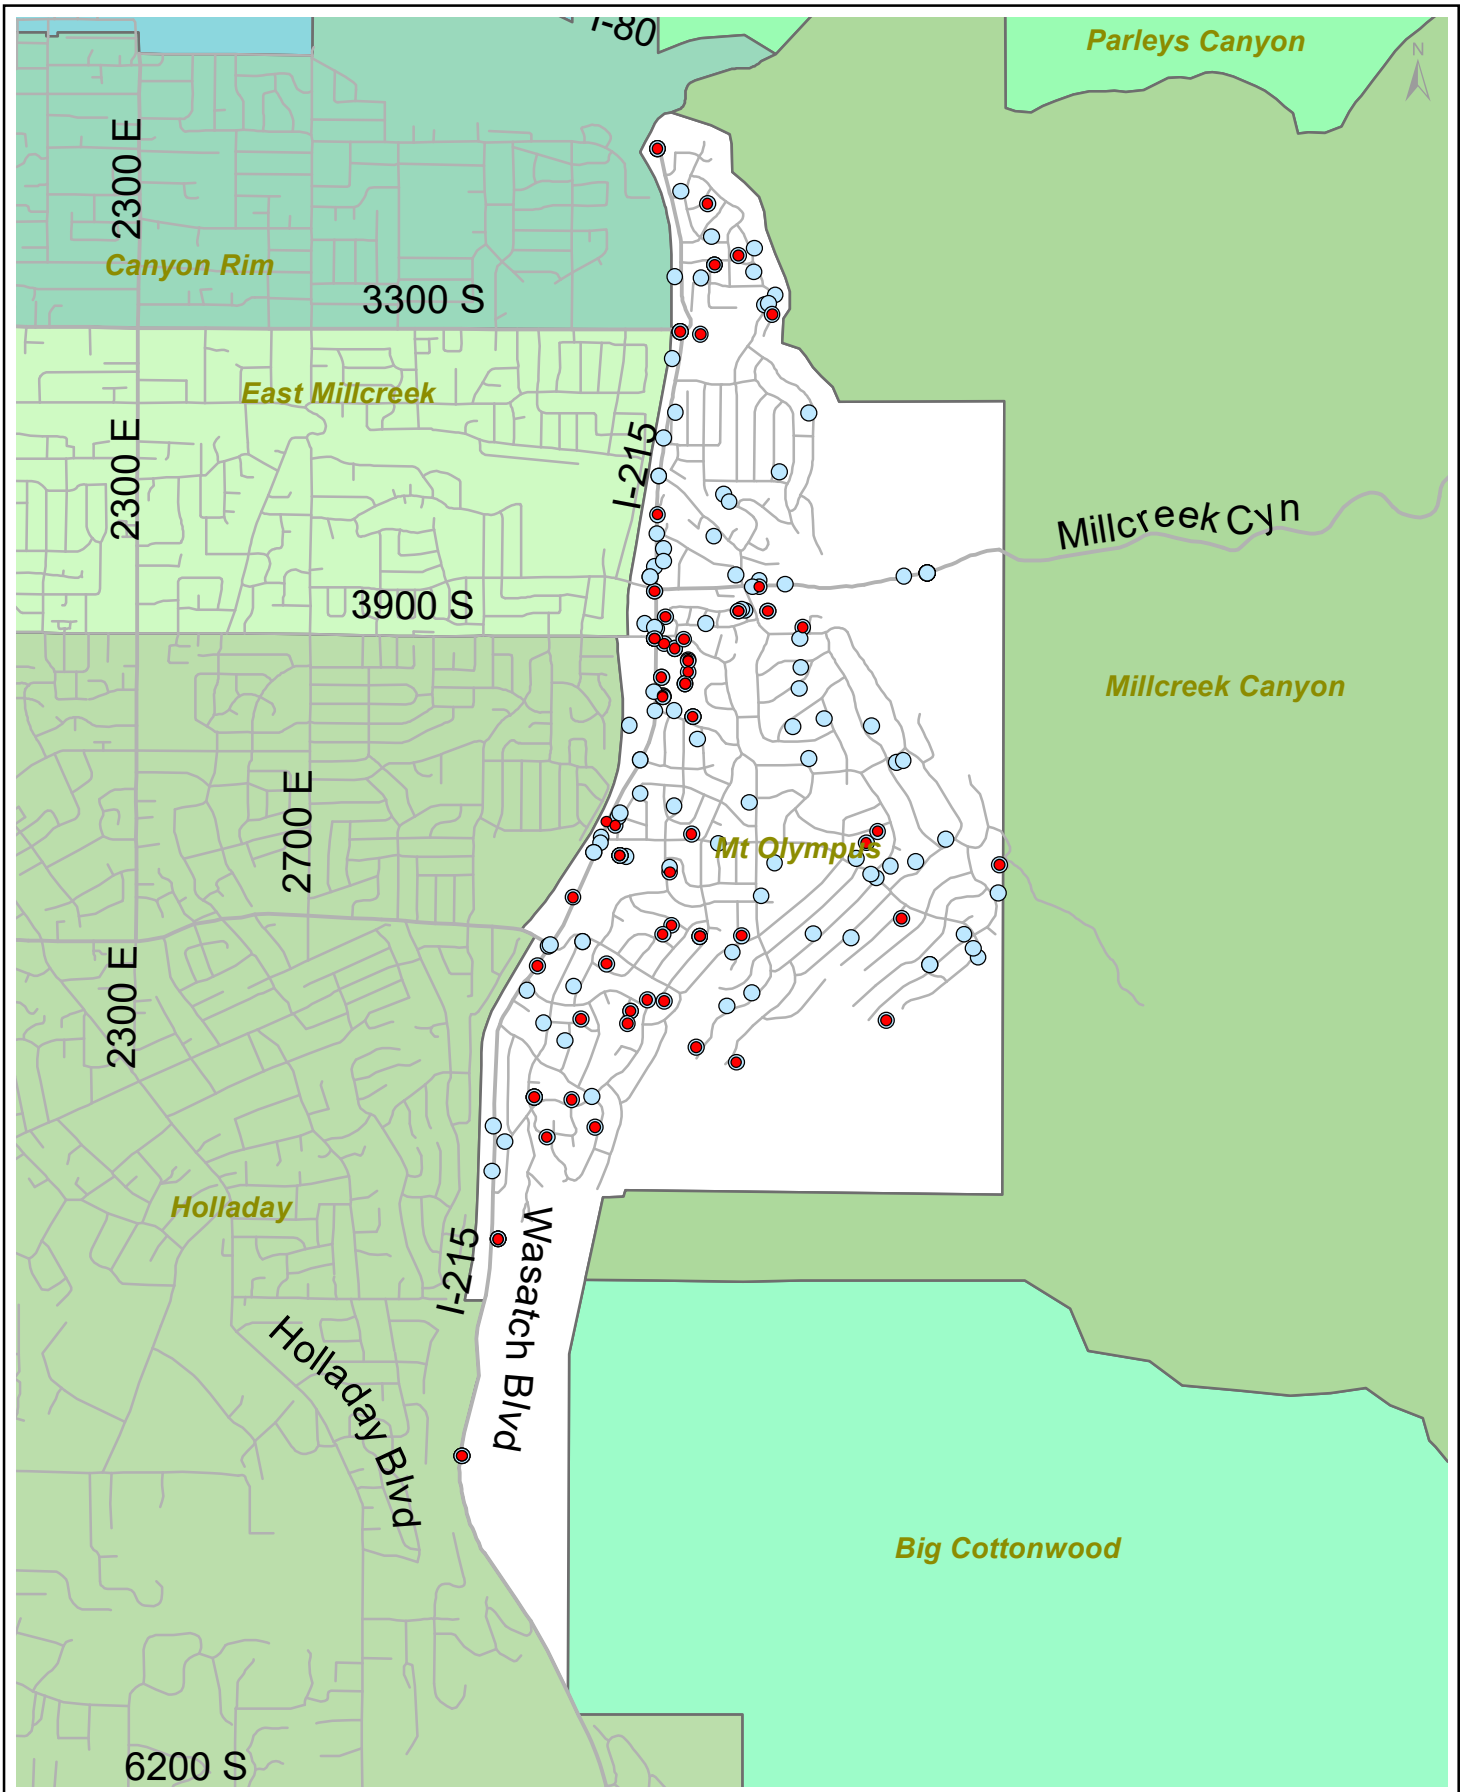 I-80
Parleys Canyon
N
2300 E
Canyon Rim
3300 S
East Millcreek
2300 E
I-215
Millcreek Cyn
3900 S
Millcreek Canyon
2700 E
Mt Olympus
2300 E
Holladay
I-215
Wasatch Blvd
Holladay Blvd
Big Cottonwood
6200 S